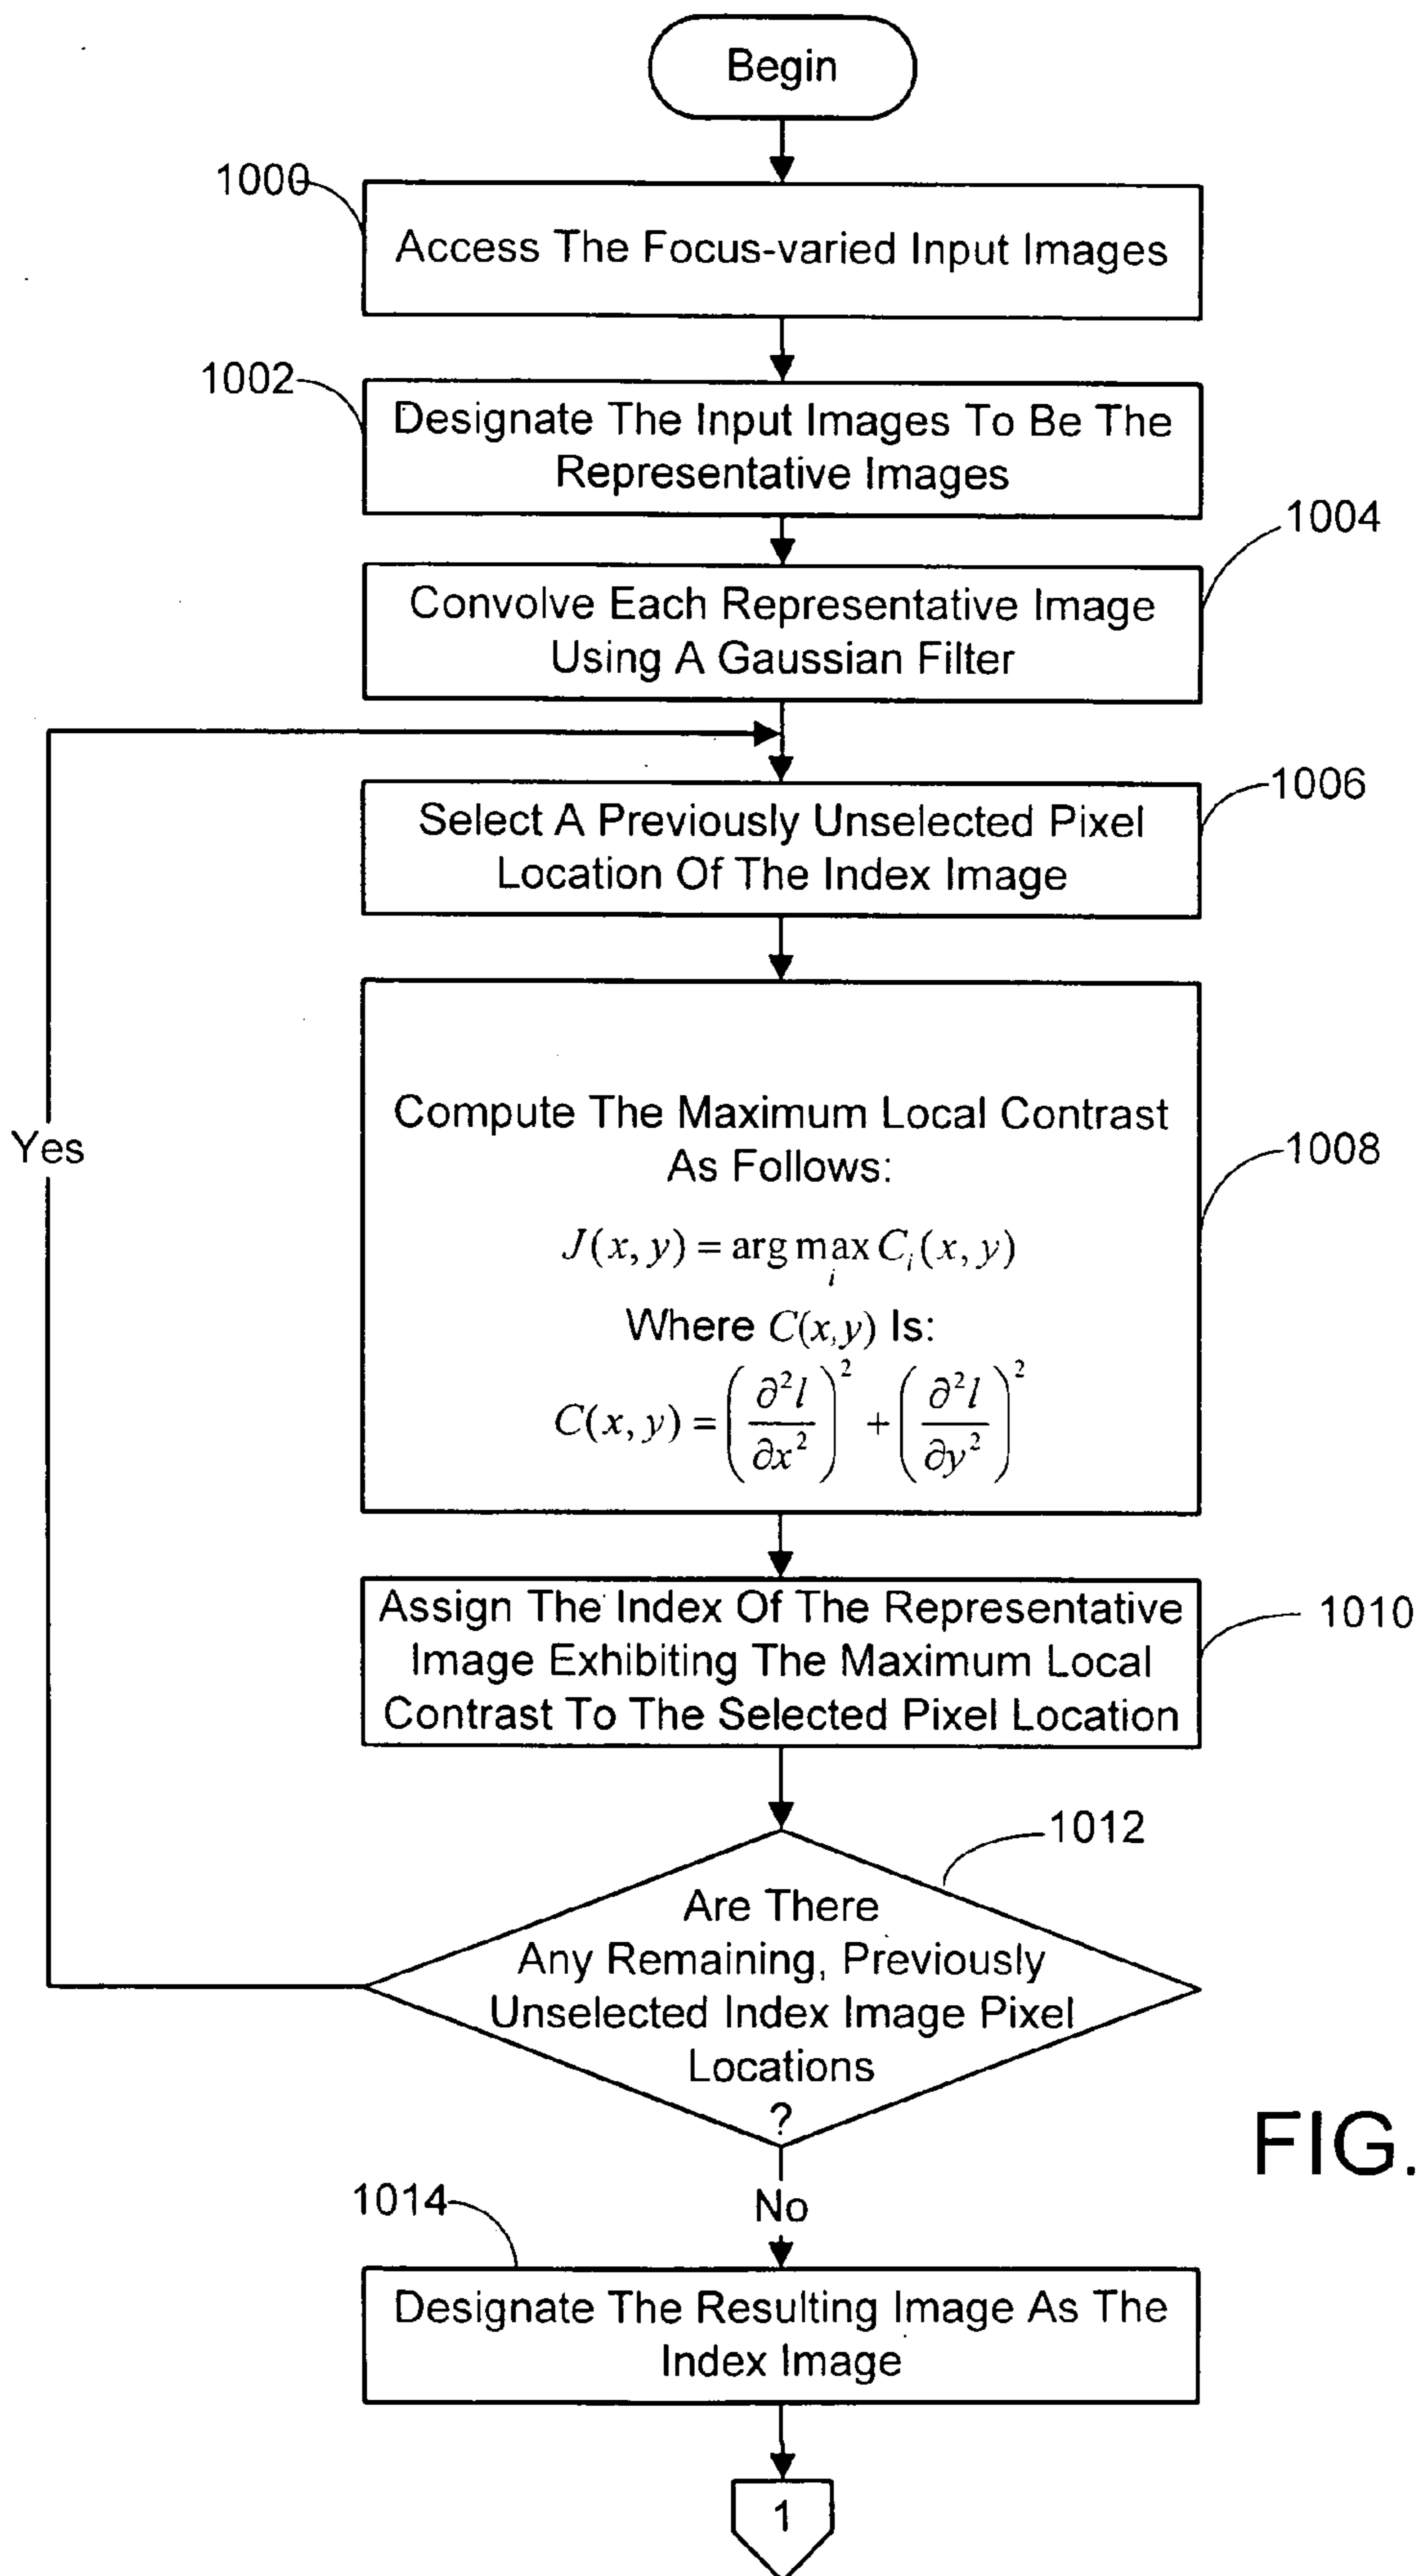 Begin
1000
Access The Focus-varied Input Images
1002
Designate The Input Images To Be The
Representative Images
1004
Convolve Each Representative Image
Using A Gaussian Filter
1006
Select A Previously Unselected Pixel
Location Of The Index Image
Yes
1008
Compute The Maximum Local Contrast
As Follows:
J(x, y) = arg max_i C_i(x, y)
Where C(x,y) Is:
C(x, y) = (∂²l/∂x²)² + (∂²l/∂y²)²
1010
Assign The Index Of The Representative
Image Exhibiting The Maximum Local
Contrast To The Selected Pixel Location
1012
Are There
Any Remaining, Previously
Unselected Index Image Pixel
Locations
?
FIG.
No
1014
Designate The Resulting Image As The
Index Image
1